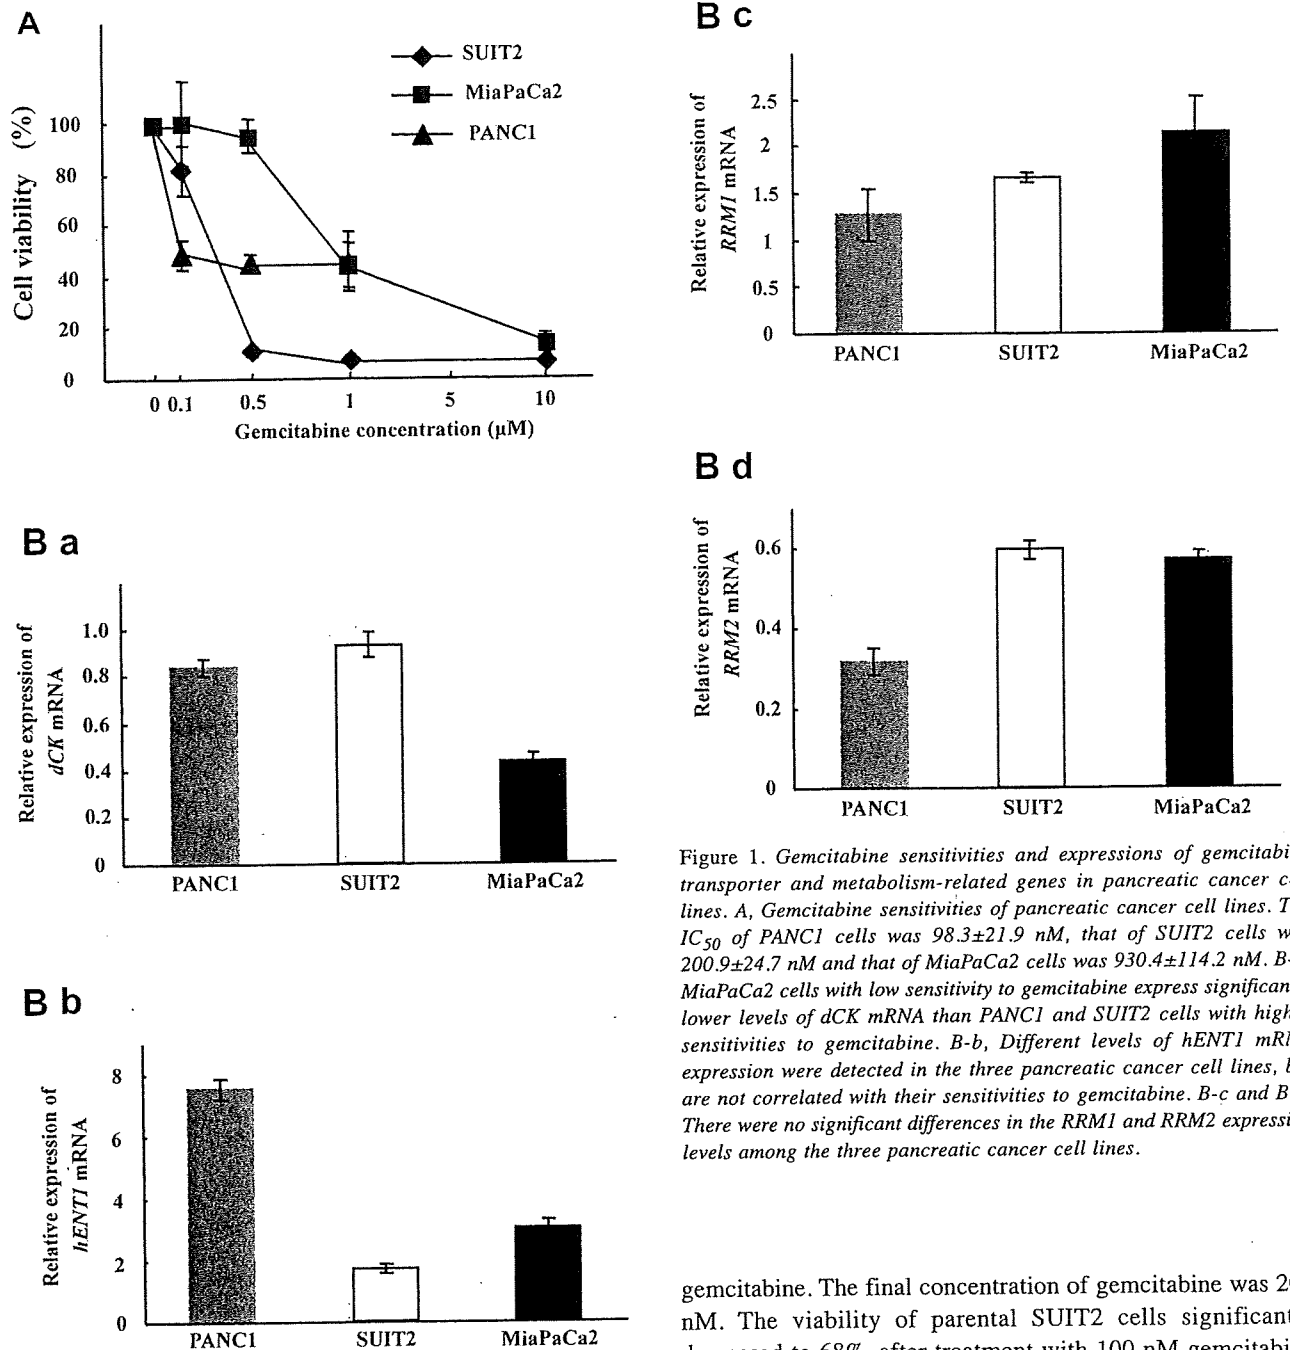 A
SUIT2
MiaPaCa2
PANC1
Cell viability (%)
100
80
60
40
20
0
0 0.1 0.5 1 5 10
Gemcitabine concentration (µM)
B a
Relative expression of
dCK mRNA
1.0
0.8
0.6
0.4
0.2
0
PANC1 SUIT2 MiaPaCa2
B b
Relative expression of
hENT1 mRNA
8
6
4
2
0
PANC1 SUIT2 MiaPaCa2
B c
Relative expression of
RRM1 mRNA
2.5
2
1.5
1
0.5
0
PANC1 SUIT2 MiaPaCa2
B d
Relative expression of
RRM2 mRNA
0.6
0.4
0.2
0
PANC1 SUIT2 MiaPaCa2
Figure 1. Gemcitabine sensitivities and expressions of
transporter and metabolism-related genes in pancreatic cancer
lines. A, Gemcitabine sensitivities of pancreatic cancer cell lines.
IC50 of PANC1 cells was 98.3±21.9 nM, that of SUIT2 cells
200.9±24.7 nM and that of MiaPaCa2 cells was 930.4±114.2 nM.
MiaPaCa2 cells with low sensitivity to gemcitabine express
lower levels of dCK mRNA than PANC1 and SUIT2 cells with
sensitivities to gemcitabine. B-b, Different levels of hENT1
expression were detected in the three pancreatic cancer cell lines,
are not correlated with their sensitivities to gemcitabine. B-c and
There were no significant differences in the RRM1 and RRM2
levels among the three pancreatic cancer cell lines.
gemcitabine. The final concentration of gemcitabine was
nM. The viability of parental SUIT2 cells
to 68% after treatment with 100 nM